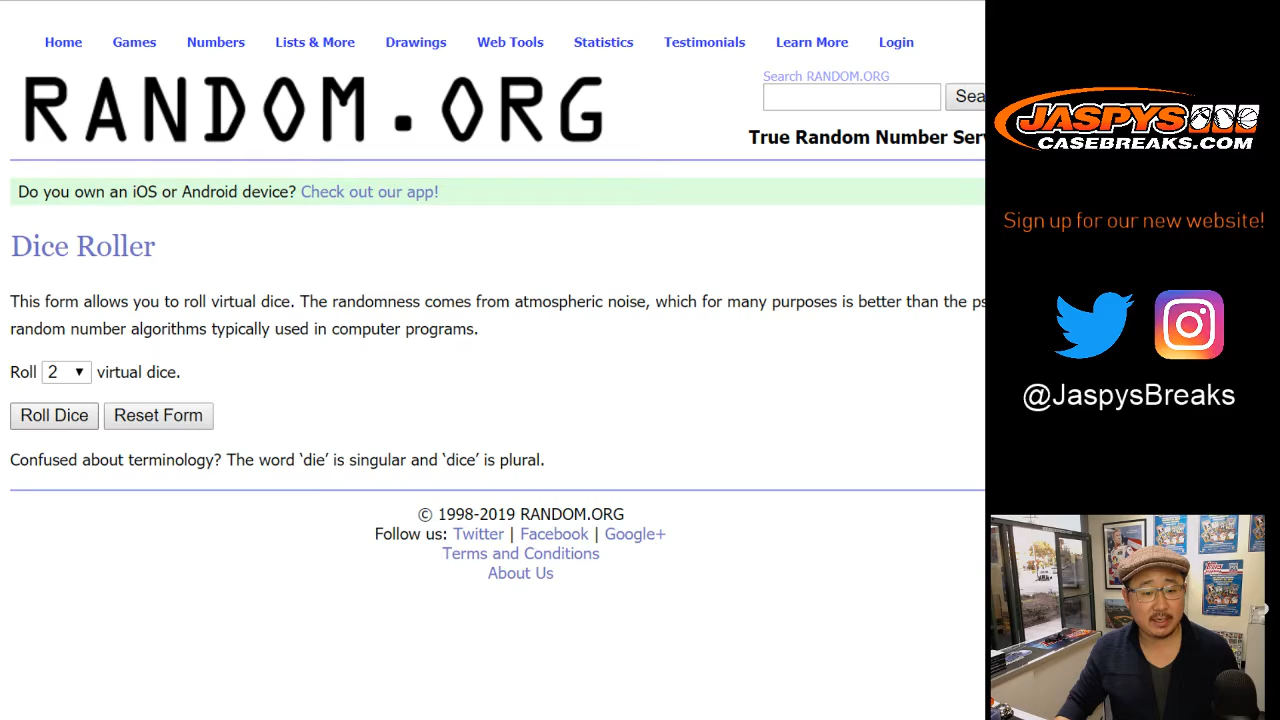 Home Games Numbers Lists & More Drawings Web Tools Statistics Testimonials Learn More Login
RANDOM.ORG
Search RANDOM.ORG
Sea
True Random Number Ser
Do you own an iOS or Android device? Check out our app!
Dice Roller
This form allows you to roll virtual dice. The randomness comes from atmospheric noise, which for many purposes is better than the ps
random number algorithms typically used in computer programs.
Roll 2 virtual dice.
Roll Dice Reset Form
Confused about terminology? The word ‘die’ is singular and ‘dice’ is plural.
© 1998-2019 RANDOM.ORG
Follow us: Twitter | Facebook | Google+
Terms and Conditions
About Us
JASPYS
CASEBREAKS.COM
Sign up for our new website!
@JaspysBreaks